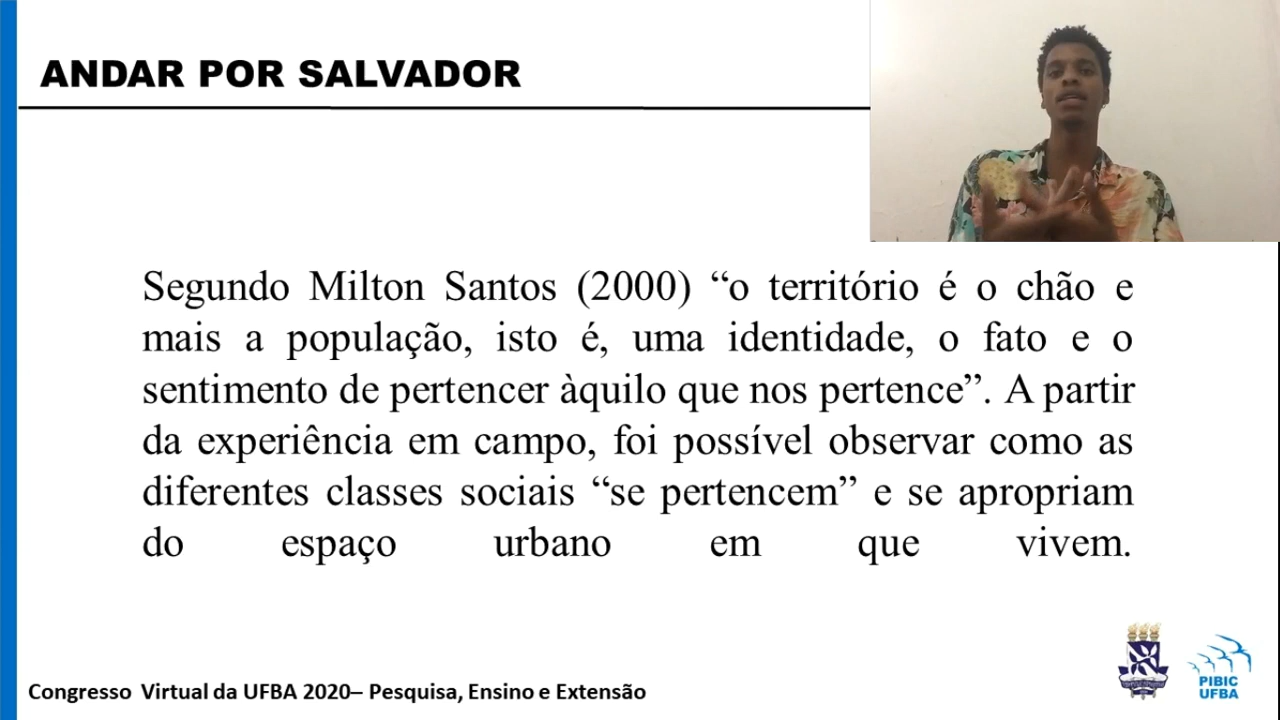 ANDAR POR SALVADOR
Segundo Milton Santos (2000) “o território é o chão e
mais a população, isto é, uma identidade, o fato e o
sentimento de pertencer àquilo que nos pertence”. A partir
da experiência em campo, foi possível observar como as
diferentes classes sociais “se pertencem” e se apropriam
do espaço urbano em que vivem.
Congresso Virtual da UFBA 2020– Pesquisa, Ensino e Extensão
PIBIC
UFBA